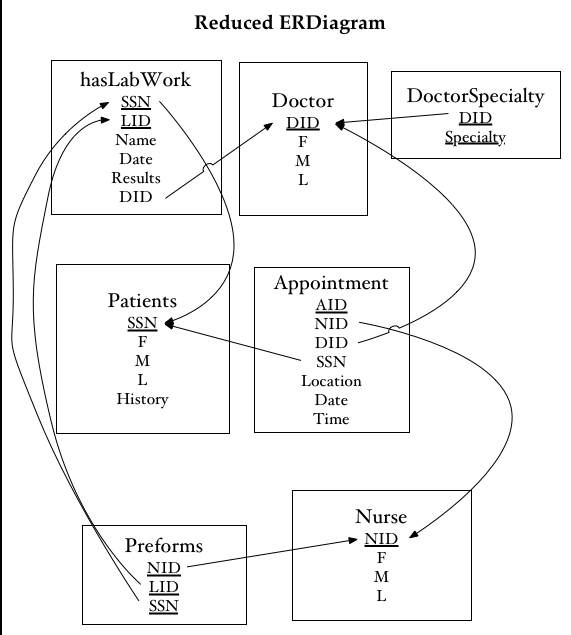 Reduced ERDiagram
hasLabWork
SSN
LID
Name
Date
Results
DID
Doctor
DID
F
M
L
DoctorSpecialty
DID
Specialty
Patients
SSN
F
M
L
History
Appointment
AID
NID
DID
SSN
Location
Date
Time
Preforms
NID
LID
SSN
Nurse
NID
F
M
L